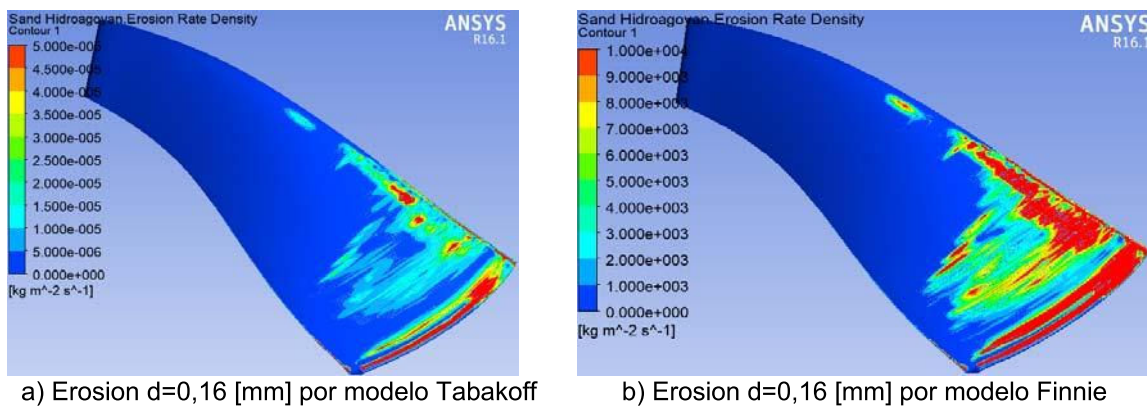 Sand Hidroagoyan Erosion Rate Density
Contour 1
5.000e-005
4.500e-005
4.000e-005
3.500e-005
3.000e-005
2.500e-005
2.000e-005
1.500e-005
1.000e-005
5.000e-006
0.000e+000
[kg m^-2 s^-1]
ANSYS
R16.1
a) Erosion d=0,16 [mm] por modelo Tabakoff
Sand Hidroagoyan Erosion Rate Density
Contour 1
1.000e+004
9.000e+003
8.000e+003
7.000e+003
6.000e+003
5.000e+003
4.000e+003
3.000e+003
2.000e+003
1.000e+003
0.000e+000
[kg m^-2 s^-1]
ANSYS
R16.1
b) Erosion d=0,16 [mm] por modelo Finnie